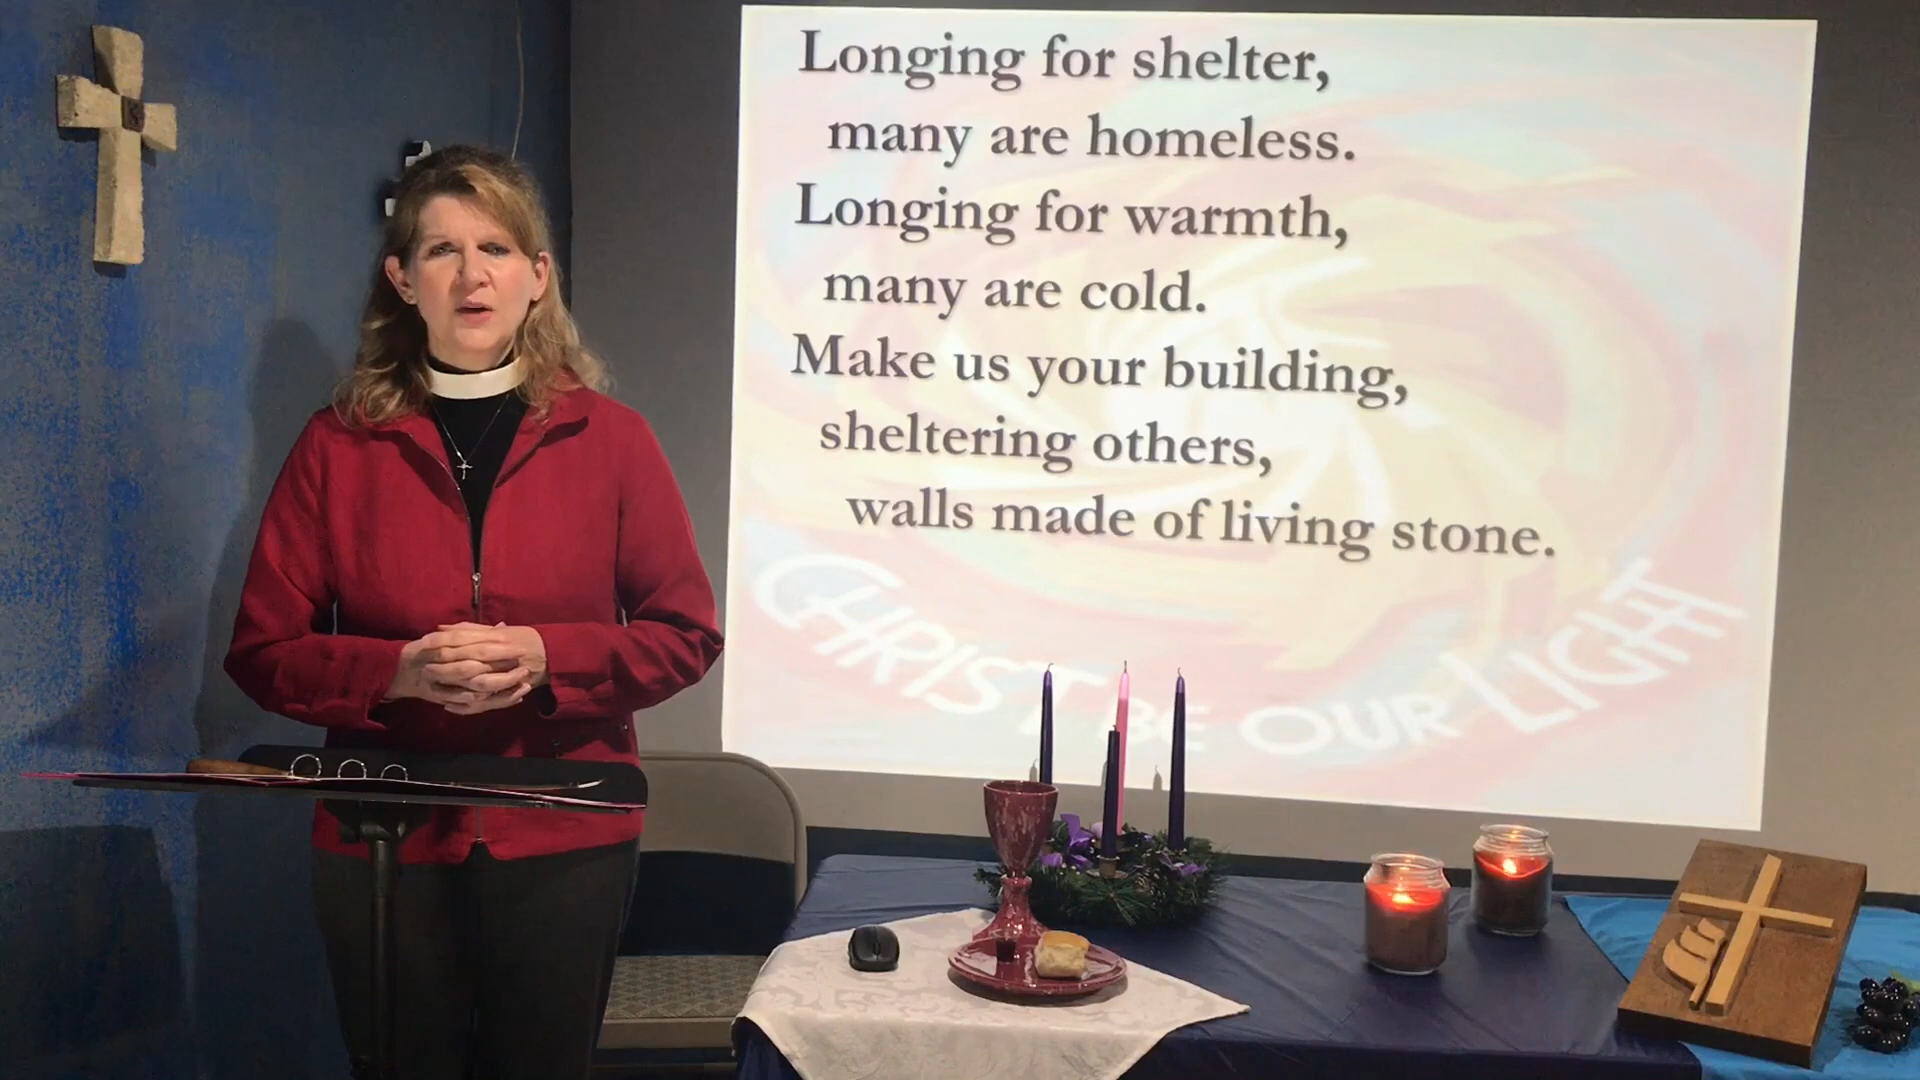 Longing for shelter,
many are homeless.
Longing for warmth,
many are cold.
Make us your building,
sheltering others,
walls made of living stone.
CHRIST BE OUR LIGHT